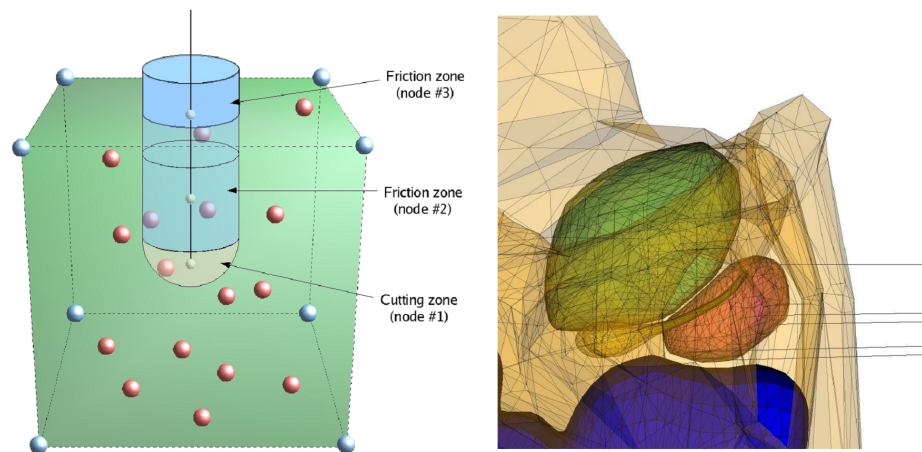 Friction zone
(node #3)
Friction zone
(node #2)
Cutting zone
(node #1)